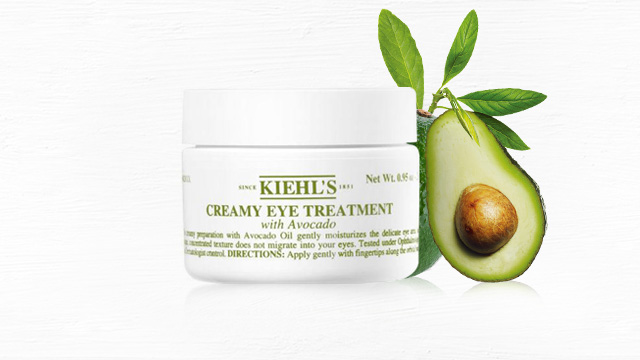 SINCE KIEHL'S 1851
Net Wt. 0.95
CREAMY EYE TREATMENT
with Avocado
preparation with Avocado Oil gently moisturizes the delicate eye
concentrated texture does not migrate into your eyes. Tested under
control. DIRECTIONS: Apply gently with fingertips along the